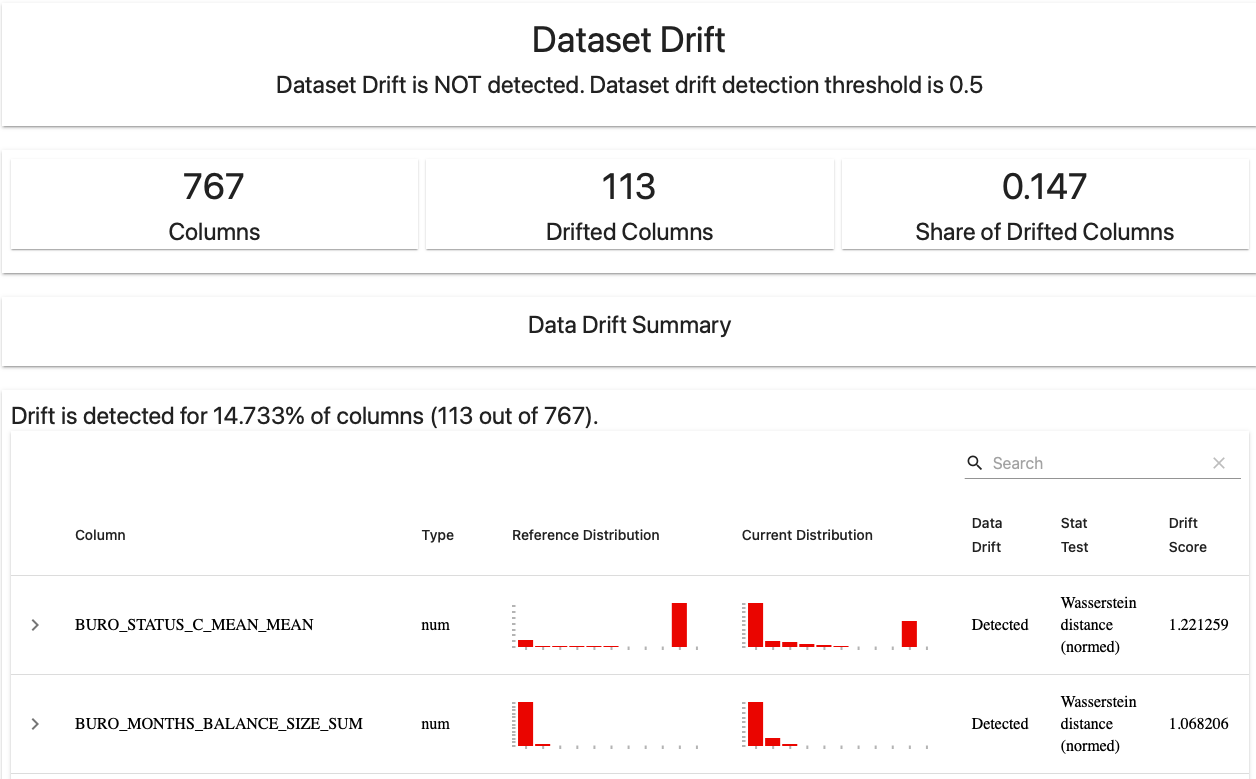 Dataset Drift
Dataset Drift is NOT detected. Dataset drift detection threshold is 0.5
767
Columns
113
Drifted Columns
0.147
Share of Drifted Columns
Data Drift Summary
Drift is detected for 14.733% of columns (113 out of 767).
Search
Column
Type
Reference Distribution
Current Distribution
Data
Drift
Stat
Test
Drift
Score
BURO_STATUS_C_MEAN_MEAN
num
Detected
Wasserstein
distance
(normed)
1.221259
BURO_MONTHS_BALANCE_SIZE_SUM
num
Detected
Wasserstein
distance
(normed)
1.068206